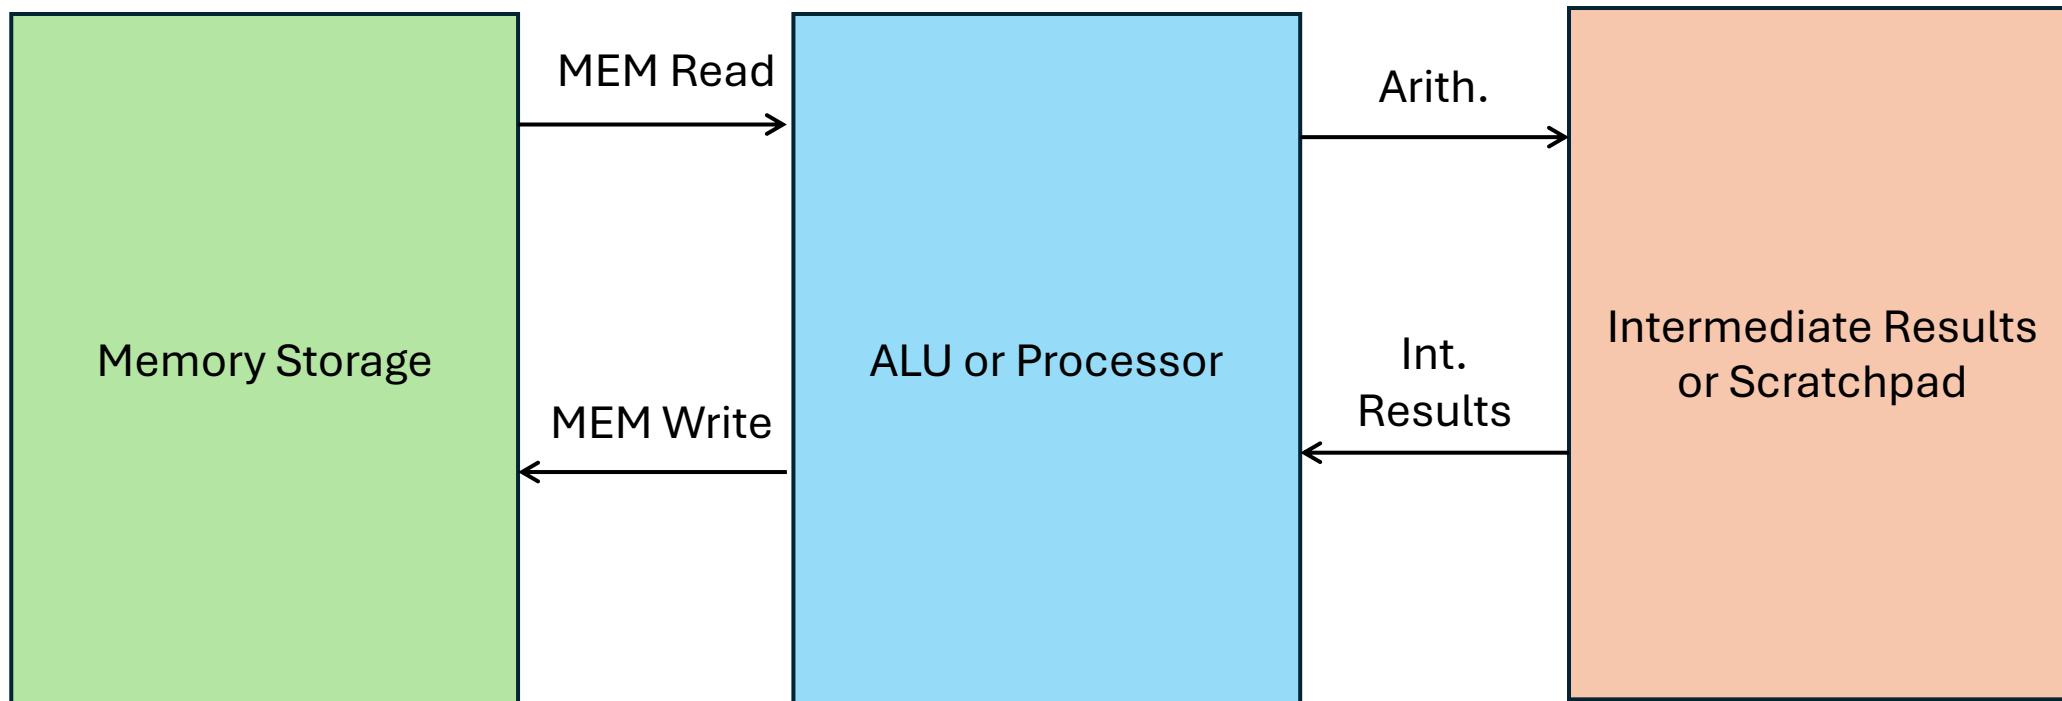 MEM Read
Arith.
Memory Storage
MEM Write
ALU or Processor
Int.
Results
Intermediate Results
or Scratchpad